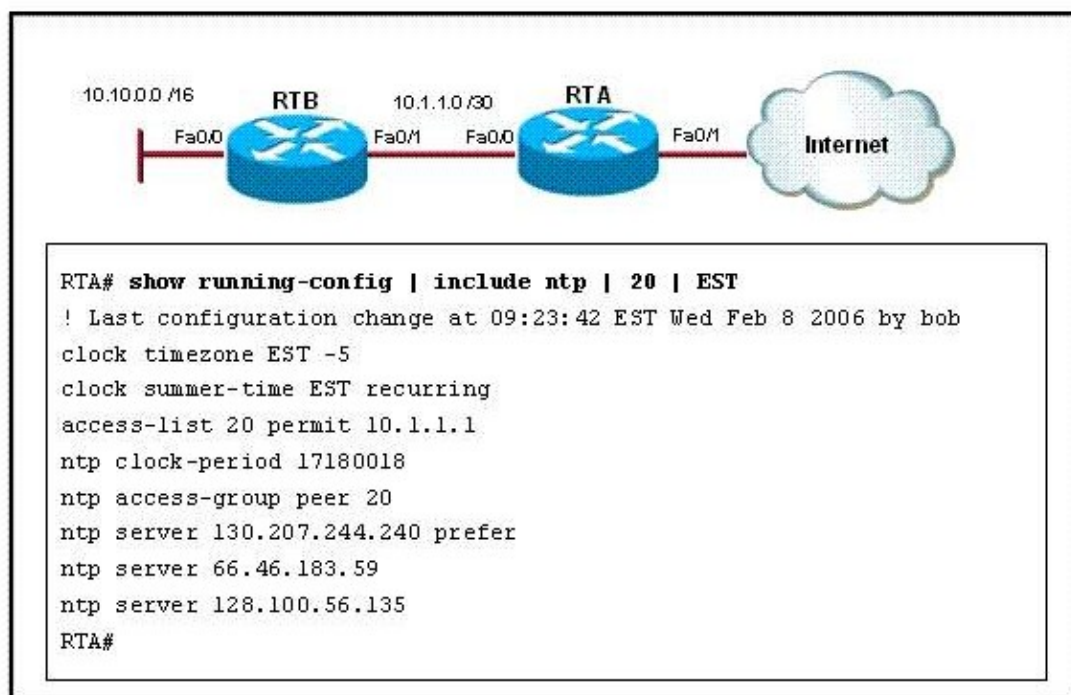 10.10.0.0 /16
RTB
10.1.1.0 /30
RTA
Fa0/0
Fa0/1
Fa0/0
Fa0/1
Internet
RTA# show running-config | include ntp | 20 | EST
! Last configuration change at 09:23:42 EST Wed Feb 8 2006 by bob
clock timezone EST -5
clock summer-time EST recurring
access-list 20 permit 10.1.1.1
ntp clock-period 17180018
ntp access-group peer 20
ntp server 130.207.244.240 prefer
ntp server 66.46.183.59
ntp server 128.100.56.135
RTA#